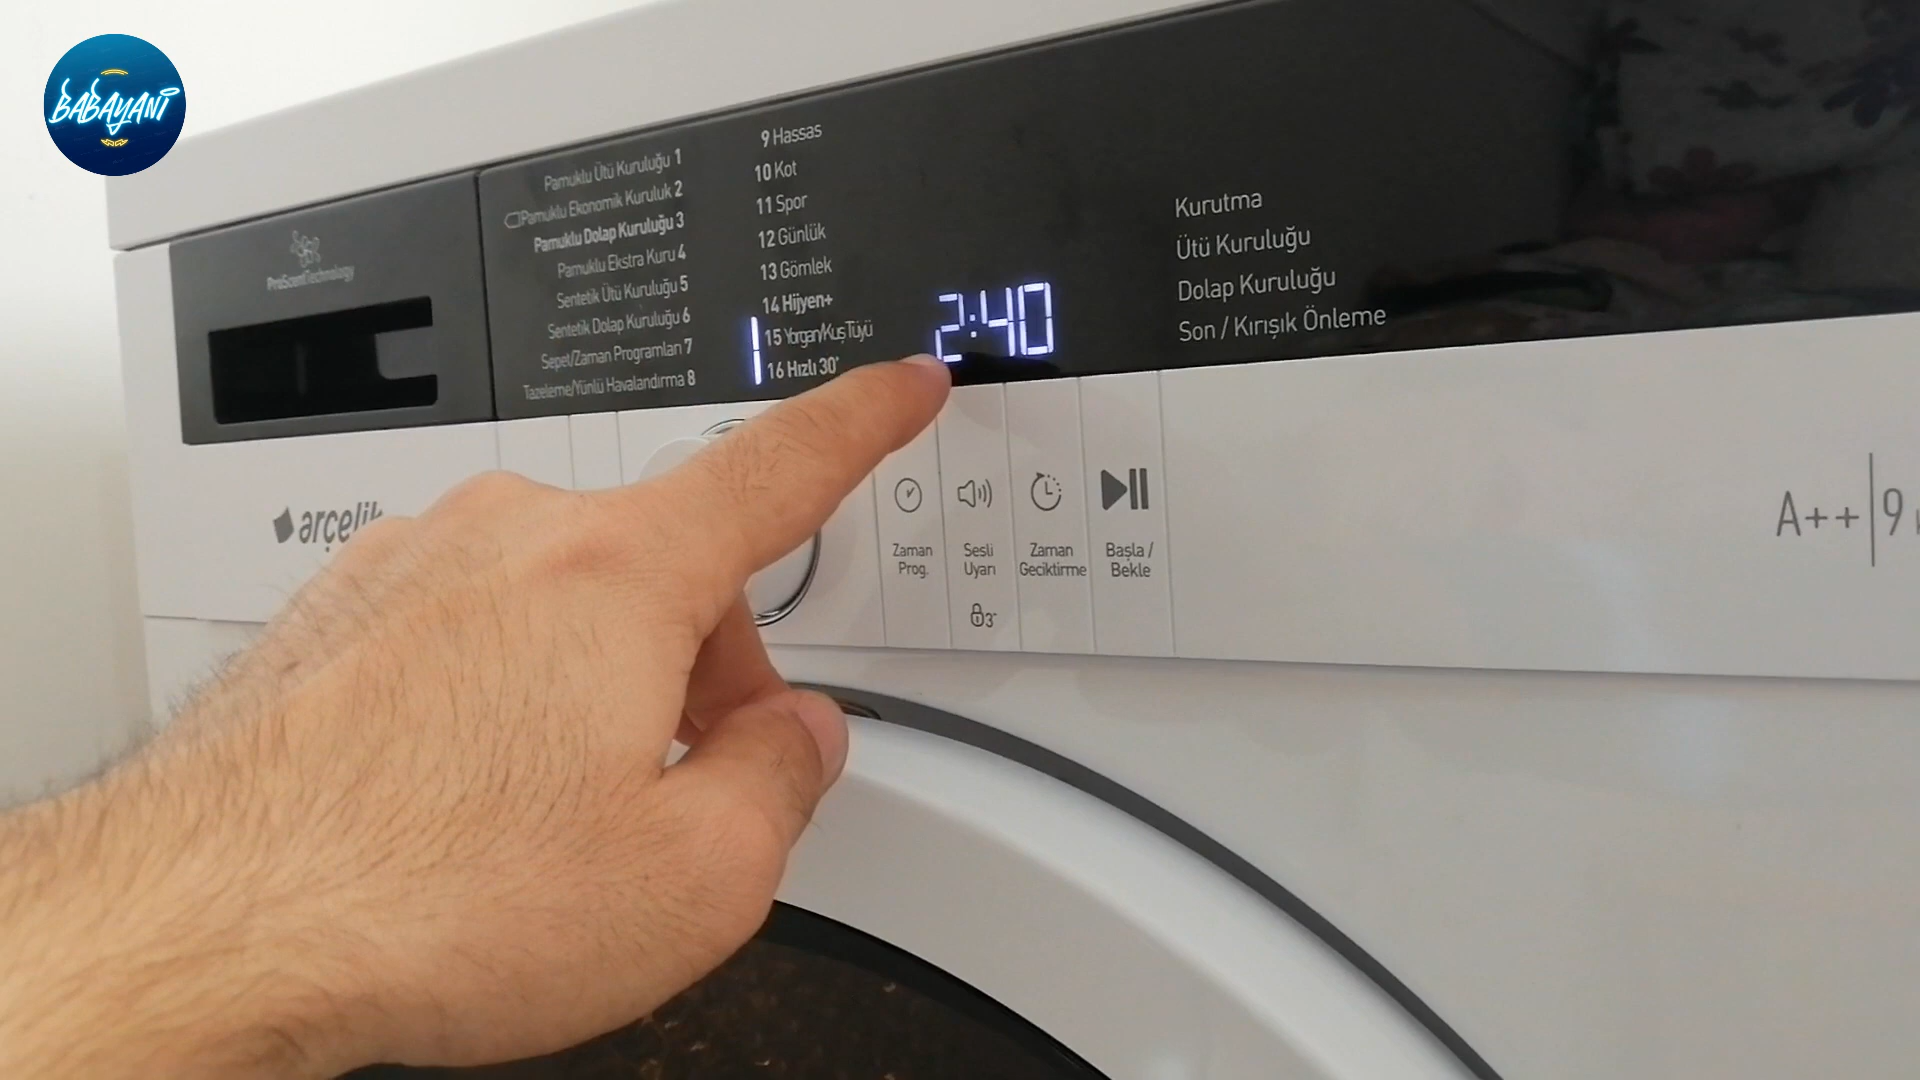 BABAYANİ
ProScentTechnology
Pamuklu Ütü Kuruluğu 1
Pamuklu Ekonomik Kuruluk 2
Pamuklu Dolap Kuruluğu 3
Pamuklu Ekstra Kuru 4
Sentetik Ütü Kuruluğu 5
Sentetik Dolap Kuruluğu 6
Sepet/Zaman Programları 7
Tazeleme/Yünlü Havalandırma 8
9 Hassas
10 Kot
11 Spor
12 Günlük
13 Gömlek
14 Hijyen+
15 Yorgan/Kuş Tüyü
16 Hızlı 30'
2:40
Kurutma
Ütü Kuruluğu
Dolap Kuruluğu
Son / Kırışık Önleme
arçelik
Zaman Prog.
Sesli Uyarı
3"
Zaman Geciktirme
Başla / Bekle
A++ 9